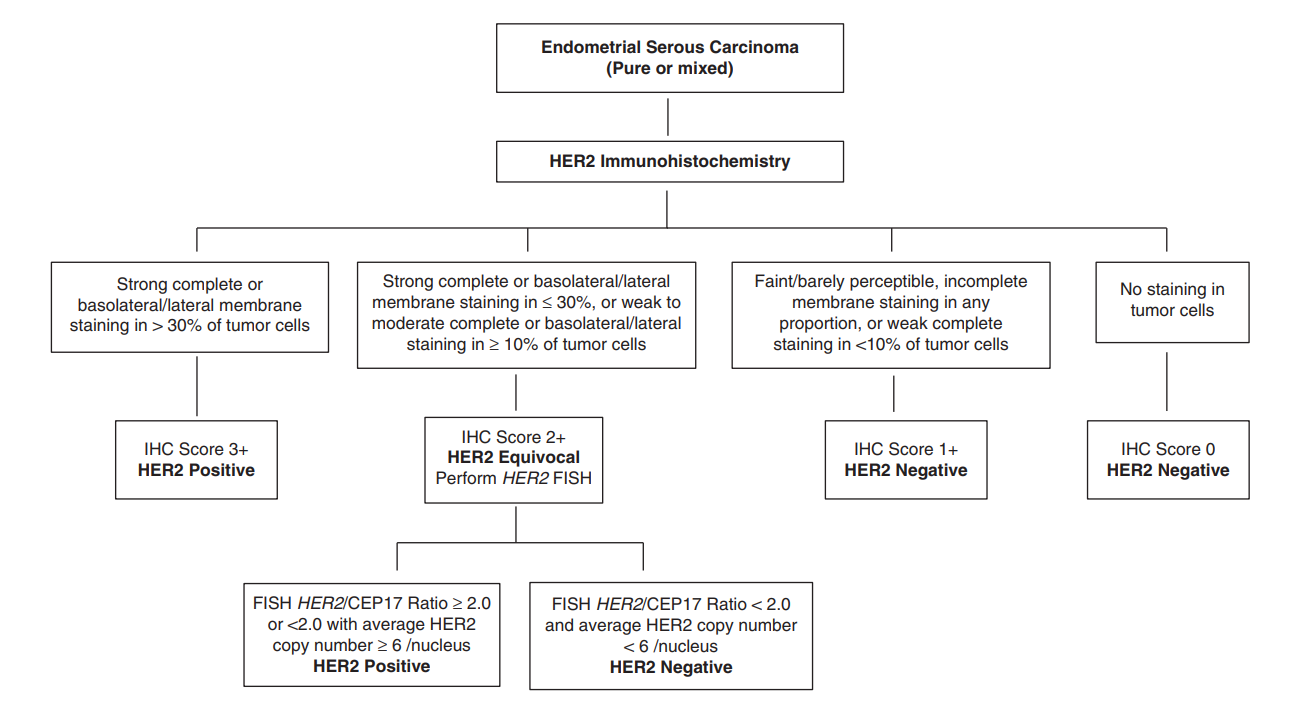 Endometrial Serous Carcinoma
(Pure or mixed)
HER2 Immunohistochemistry
Strong complete or
basolateral/lateral membrane
staining in > 30% of tumor cells
Strong complete or basolateral/lateral
membrane staining in ≤ 30%, or weak to
moderate complete or basolateral/lateral
staining in ≥ 10% of tumor cells
Faint/barely perceptible, incomplete
membrane staining in any
proportion, or weak complete
staining in <10% of tumor cells
No staining in
tumor cells
IHC Score 3+
HER2 Positive
IHC Score 2+
HER2 Equivocal
Perform HER2 FISH
IHC Score 1+
HER2 Negative
IHC Score 0
HER2 Negative
FISH HER2/CEP17 Ratio ≥ 2.0
or <2.0 with average HER2
copy number ≥ 6 /nucleus
HER2 Positive
FISH HER2/CEP17 Ratio < 2.0
and average HER2 copy number
< 6 /nucleus
HER2 Negative